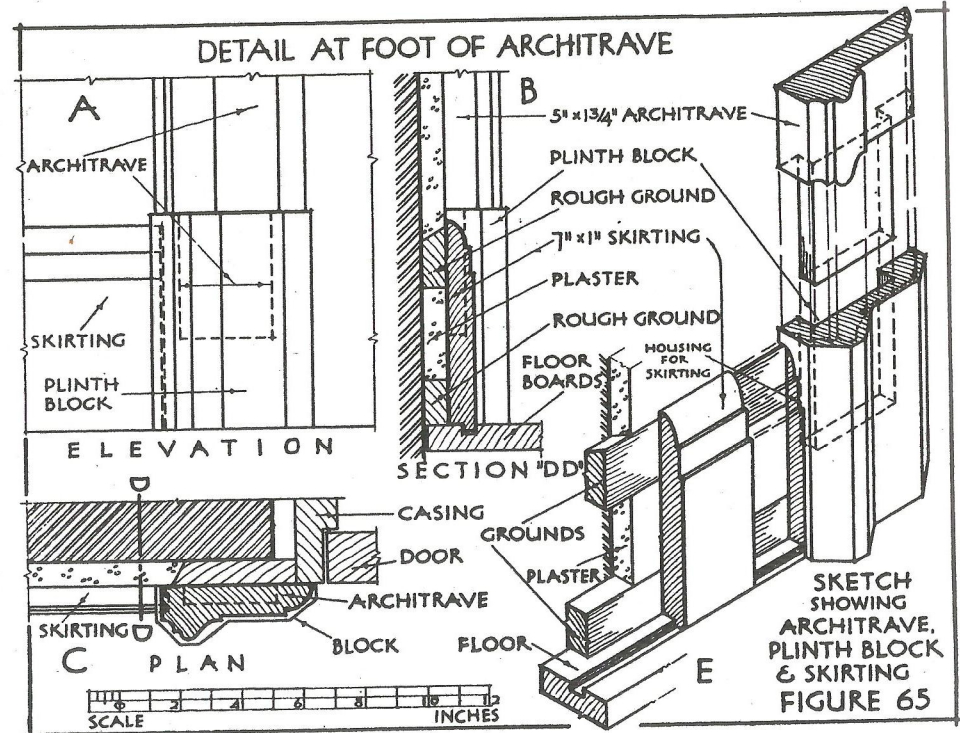 DETAIL AT FOOT OF ARCHITRAVE
A
ARCHITRAVE
SKIRTING
PLINTH
BLOCK
ELEVATION
B
5" x 1 3/4" ARCHITRAVE
PLINTH BLOCK
ROUGH GROUND
7" x 1" SKIRTING
PLASTER
ROUGH GROUND
FLOOR
BOARDS
SECTION "DD"
HOUSING
FOR
SKIRTING
D
CASING
DOOR
ARCHITRAVE
BLOCK
SKIRTING
D
C
PLAN
0 2 4 6 8 10 12
SCALE
INCHES
GROUNDS
PLASTER
FLOOR
E
SKETCH
SHOWING
ARCHITRAVE,
PLINTH BLOCK
& SKIRTING
FIGURE 65